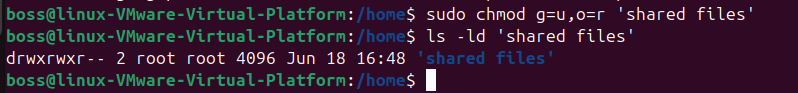 boss@linux-VMware-Virtual-Platform:/home$ sudo chmod g=u,o=r 'shared files'
boss@linux-VMware-Virtual-Platform:/home$ ls -ld 'shared files'
drwxrwxr-- 2 root root 4096 Jun 18 16:48 'shared files'
boss@linux-VMware-Virtual-Platform:/home$